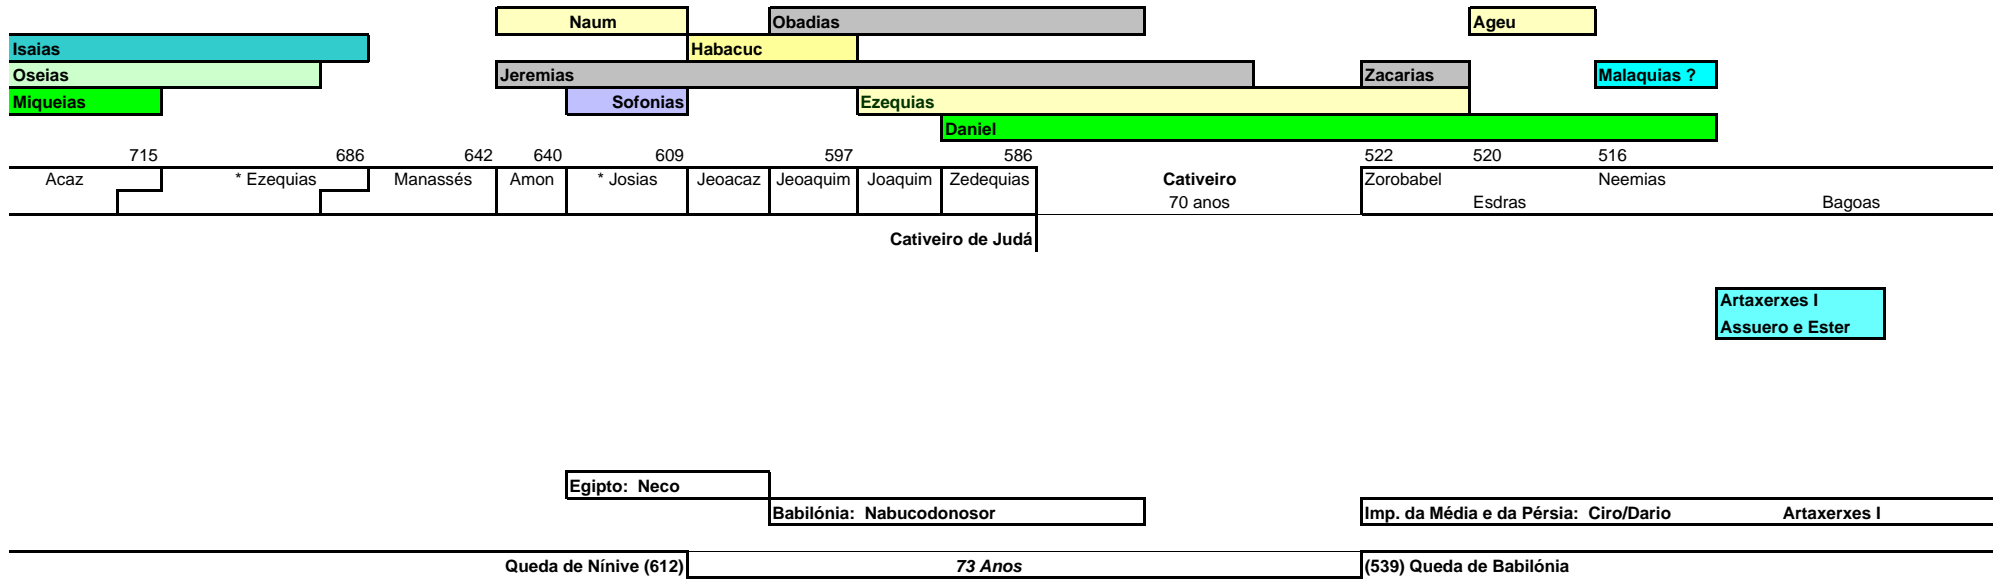 Naum Obadias Ageu
Isaias Habacuc
Oseias Jeremias Zacarias Malaquias ?
Miqueias Sofonias Ezequias
Daniel
715 686 642 640 609 597 586 522 520 516
Acaz * Ezequias Manassés Amon * Josias Jeoacaz Jeoaquim Joaquim Zedequias Cativeiro Zorobabel Neemias
70 anos Esdras Bagoas
Cativeiro de Judá
Artaxerxes I
Assuero e Ester
Egipto: Neco
Babilónia: Nabucodonosor Imp. da Média e da Pérsia: Ciro/Dario Artaxerxes I
Queda de Nínive (612) 73 Anos (539) Queda de Babilónia